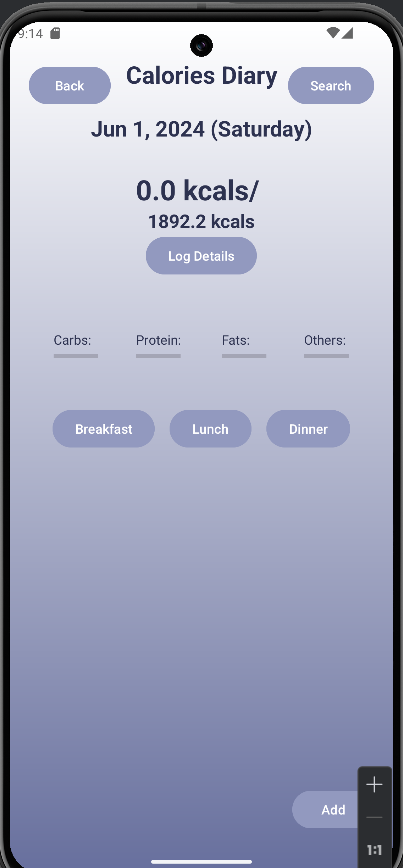 9:14
Calories Diary
Back
Search
Jun 1, 2024 (Saturday)
0.0 kcals/
1892.2 kcals
Log Details
Carbs: Protein: Fats: Others:
Breakfast Lunch Dinner
Add
1:1